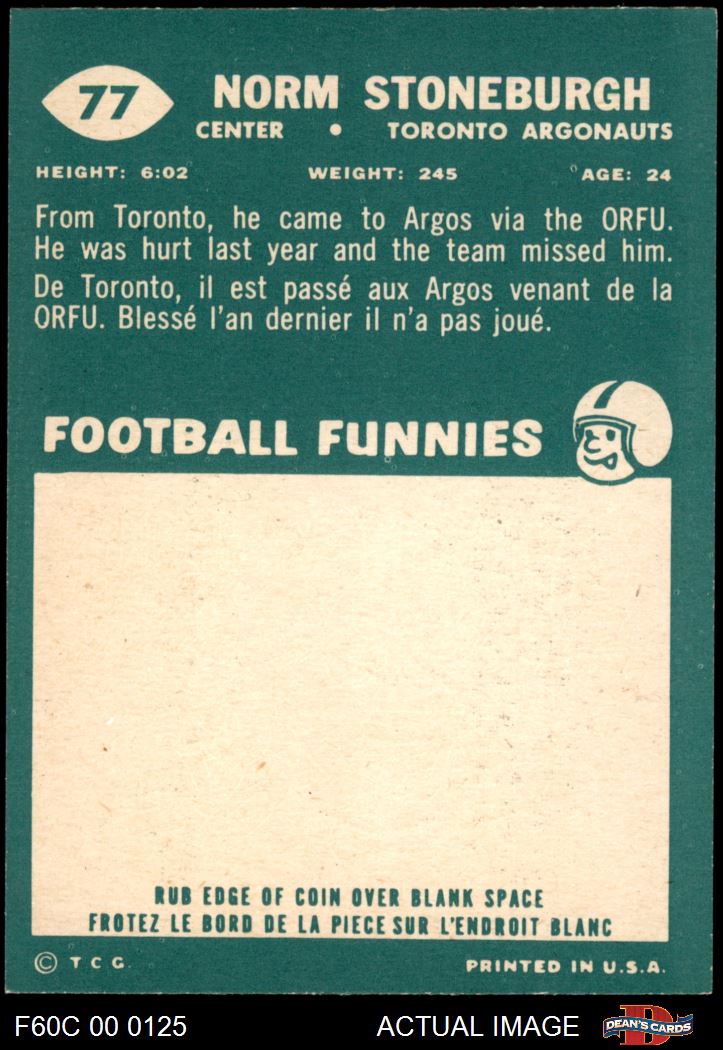 77
NORM STONEBURGH
CENTER • TORONTO ARGONAUTS
HEIGHT: 6:02 WEIGHT: 245 AGE: 24
From Toronto, he came to Argos via the ORFU.
He was hurt last year and the team missed him.
De Toronto, il est passé aux Argos venant de la
ORFU. Blessé l'an dernier il n'a pas joué.
FOOTBALL FUNNIES
RUB EDGE OF COIN OVER BLANK SPACE
FROTEZ LE BORD DE LA PIECE SUR L'ENDROIT BLANC
© T C G. PRINTED IN U.S.A.
F60C 00 0125 ACTUAL IMAGE D DEAN'S CARDS